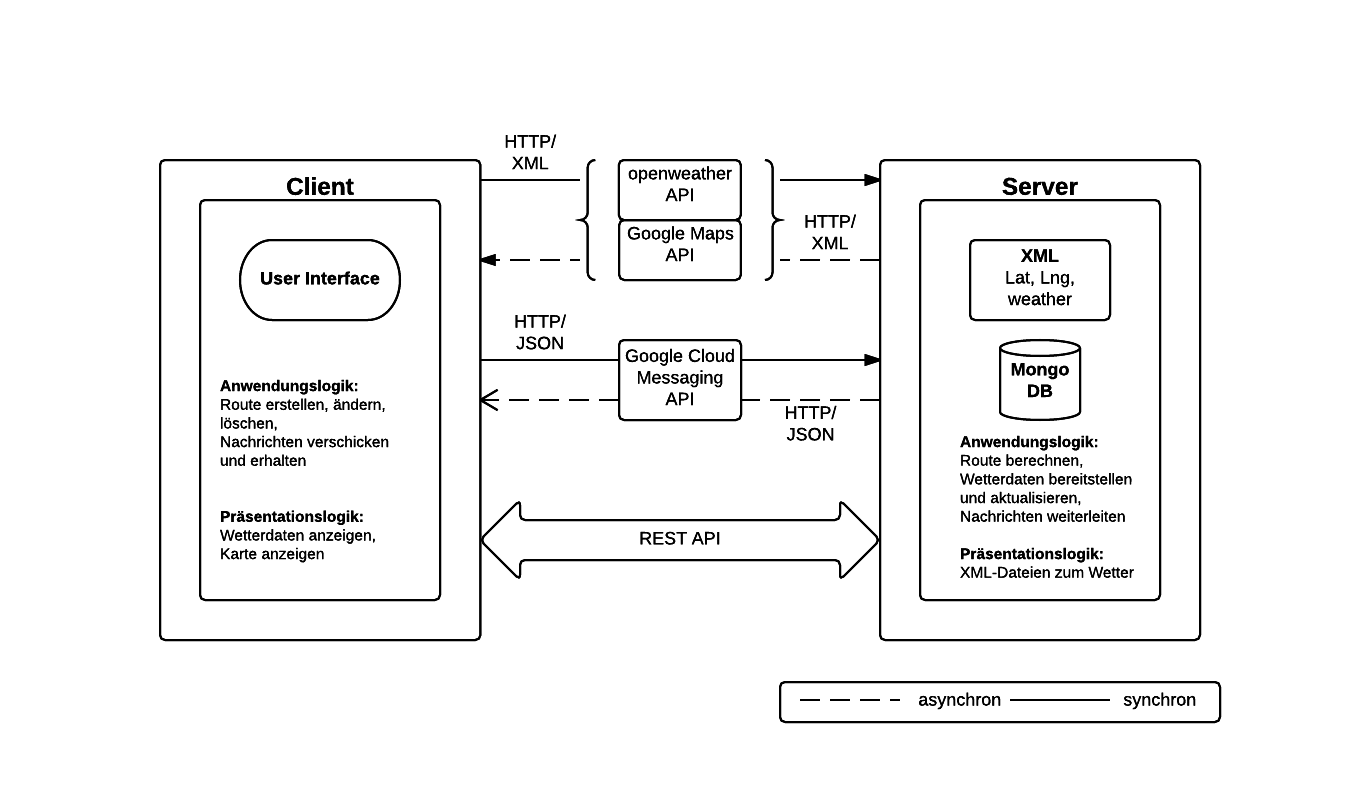 Client
User Interface
Anwendungslogik:
Route erstellen, ändern,
löschen,
Nachrichten verschicken
und erhalten
Präsentationslogik:
Wetterdaten anzeigen,
Karte anzeigen
HTTP/
XML
openweather
API
Google Maps
API
HTTP/
XML
HTTP/
JSON
Google Cloud
Messaging
API
HTTP/
JSON
REST API
Server
XML
Lat, Lng,
weather
Mongo
DB
Anwendungslogik:
Route berechnen,
Wetterdaten bereitstellen
und aktualisieren,
Nachrichten weiterleiten
Präsentationslogik:
XML-Dateien zum Wetter
asynchron
synchron